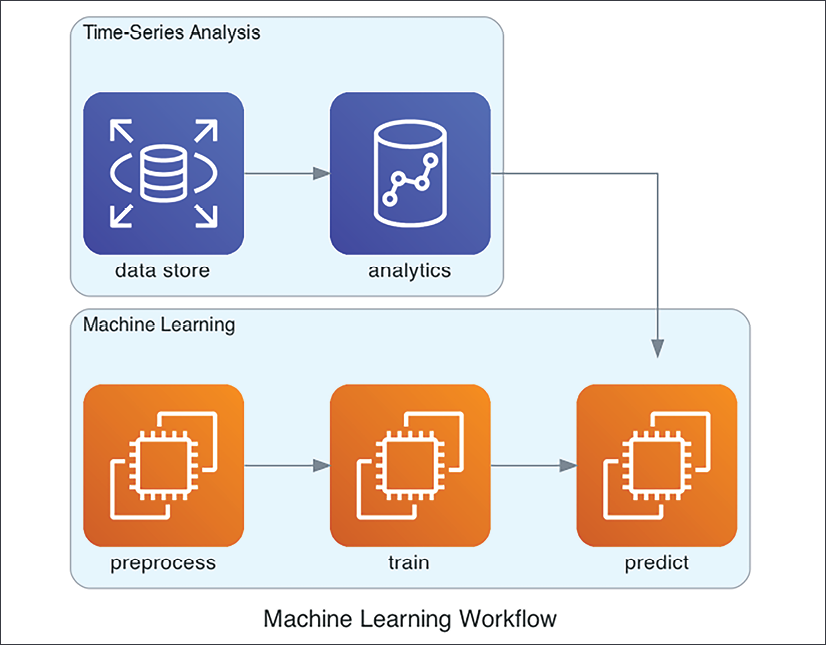 Time-Series Analysis
data store
analytics
Machine Learning
preprocess
train
predict
Machine Learning Workflow